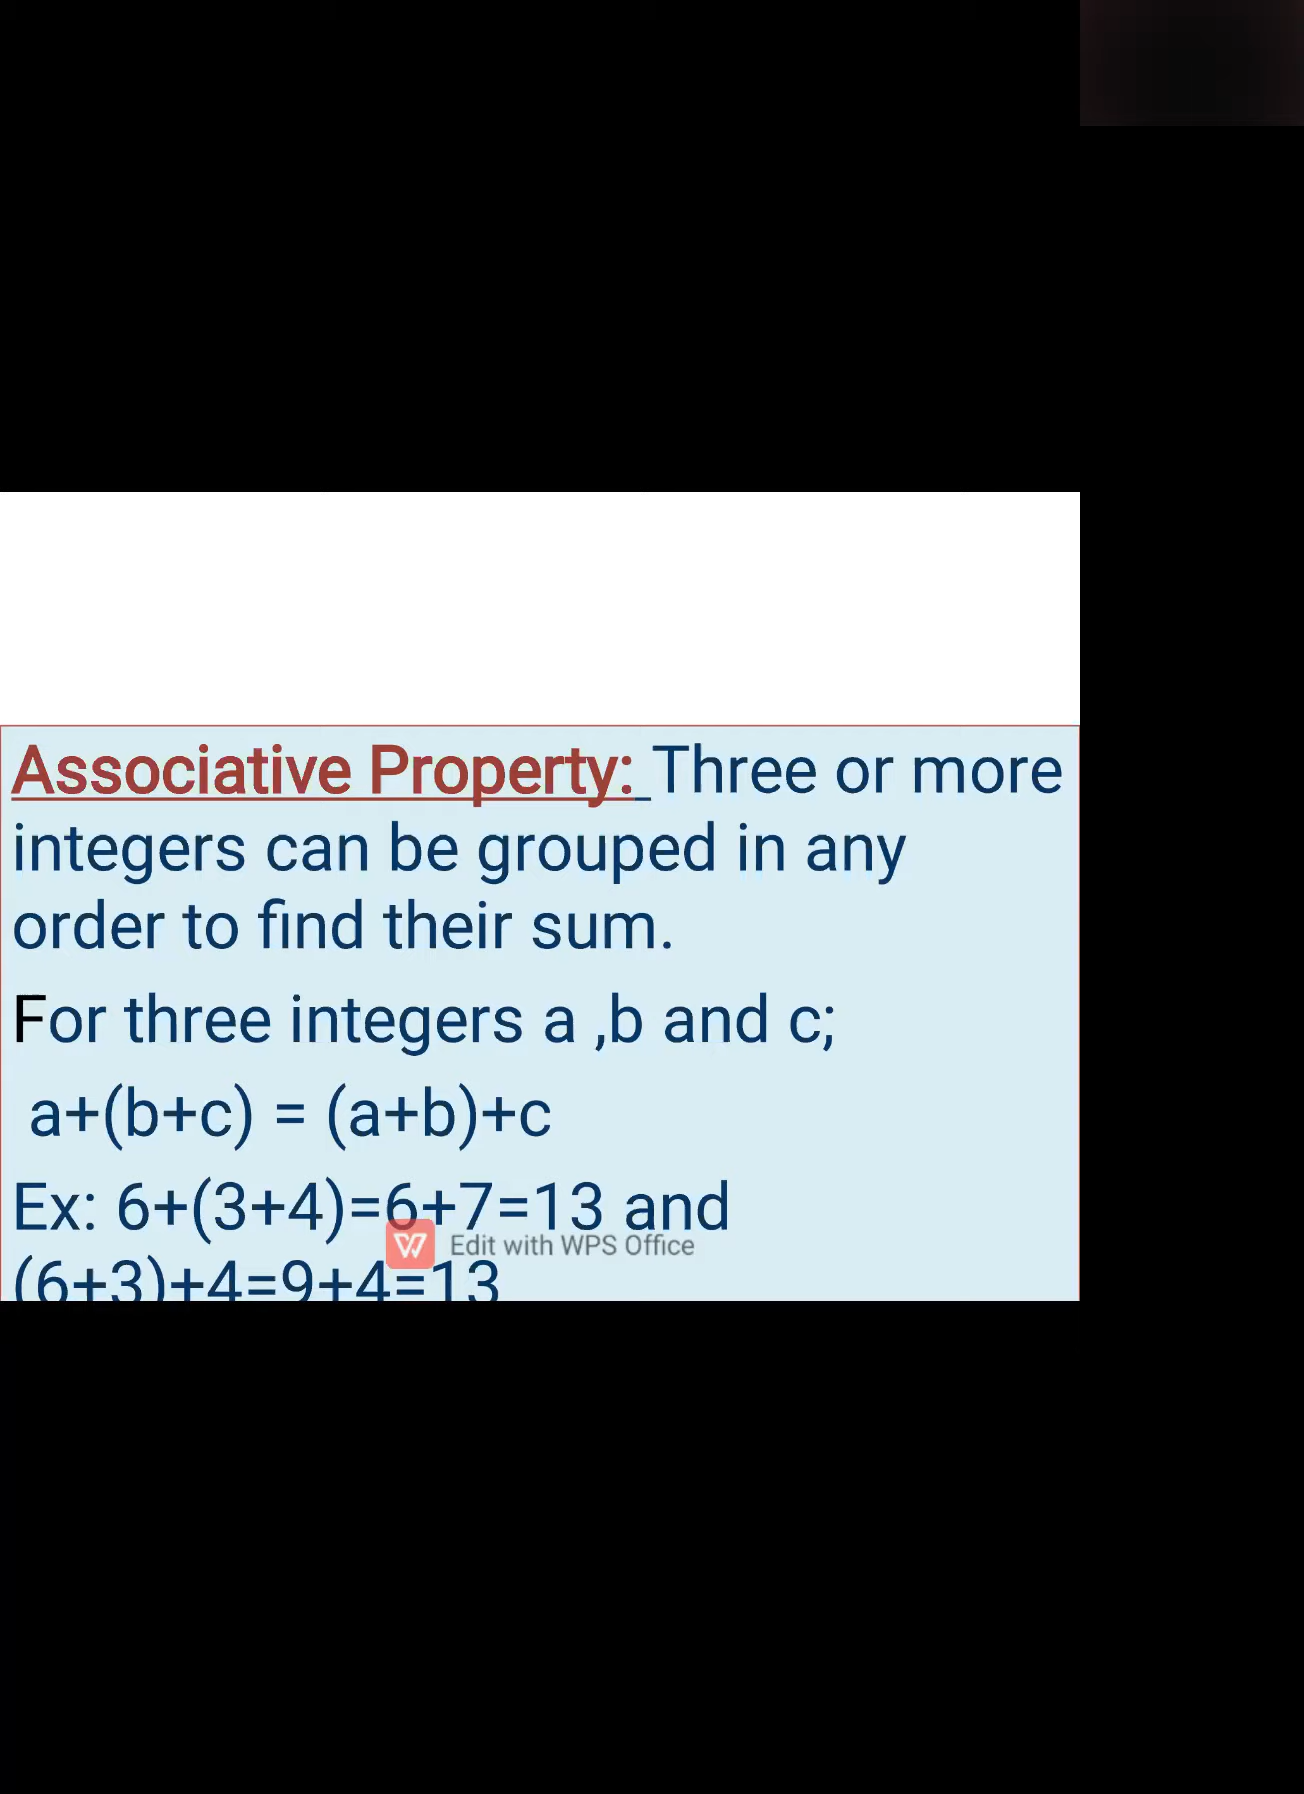 Associative Property: Three or more
integers can be grouped in any
order to find their sum.
For three integers a ,b and c;
a+(b+c) = (a+b)+c
Ex: 6+(3+4)=6+7=13 and
Edit with WPS Office
(6+3)+4=9+4=13